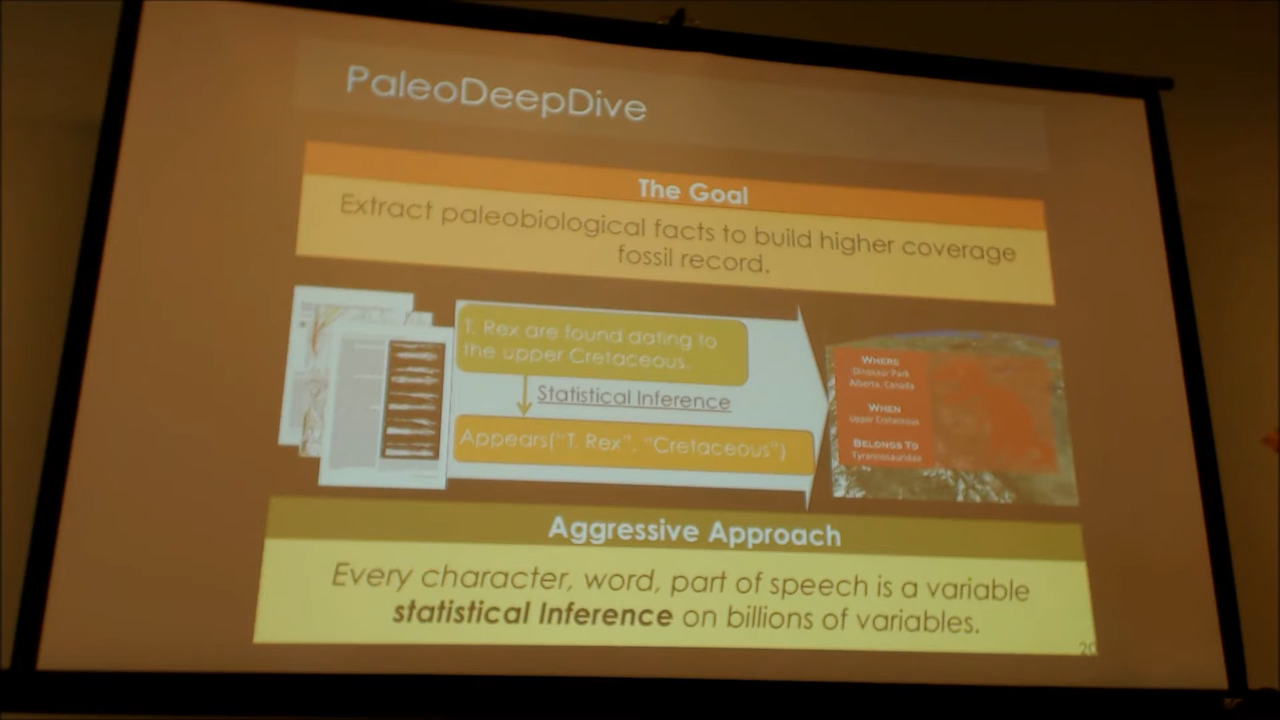 PaleoDeepDive
The Goal
Extract paleobiological facts to build higher coverage
fossil record.
T. Rex are found dating to
the upper Cretaceous.
Statistical Inference
Appears("T. Rex", "Cretaceous")
WHERE
Dinosaur Park
Alberta, Canada
WHEN
Upper Cretaceous
BELONGS TO
Tyrannosauridae
Aggressive Approach
Every character, word, part of speech is a variable
statistical Inference on billions of variables.